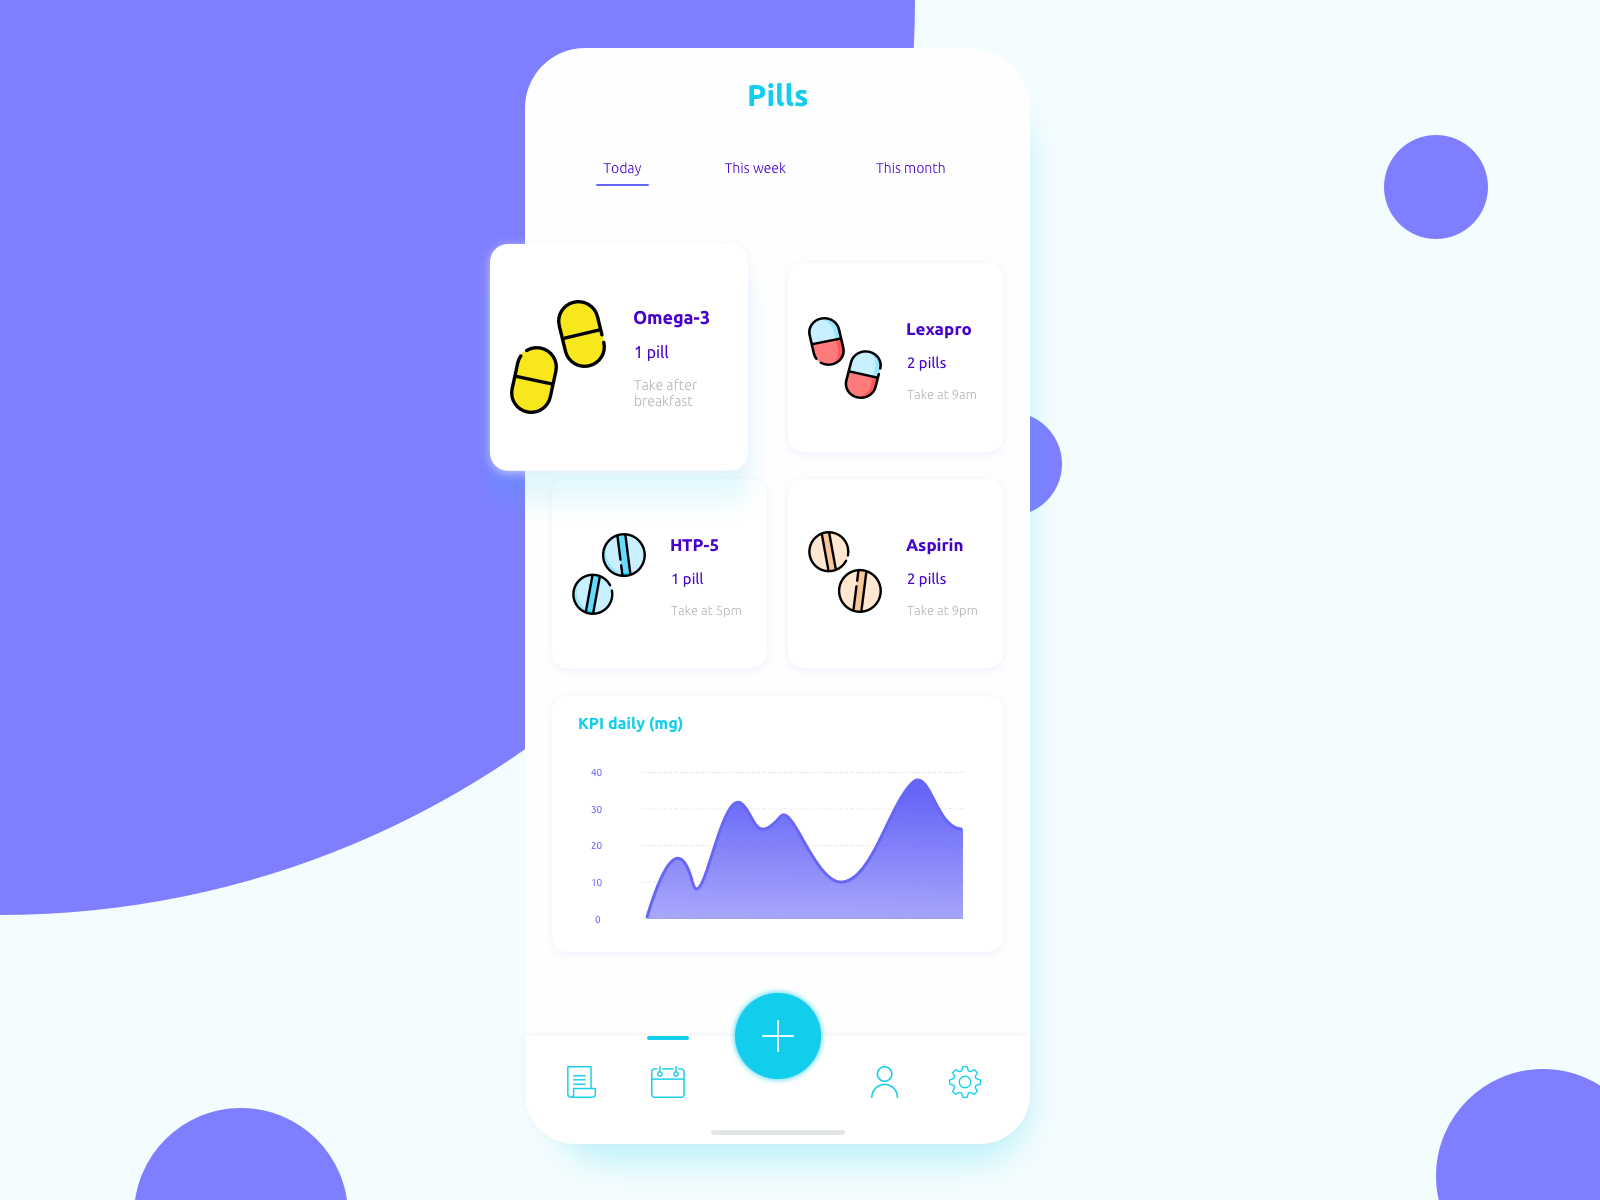 Pills
Today
This week
This month
Omega-3
1 pill
Take after
breakfast
Lexapro
2 pills
Take at 9am
HTP-5
1 pill
Take at 5pm
Aspirin
2 pills
Take at 9pm
KPI daily (mg)
40
30
20
10
0